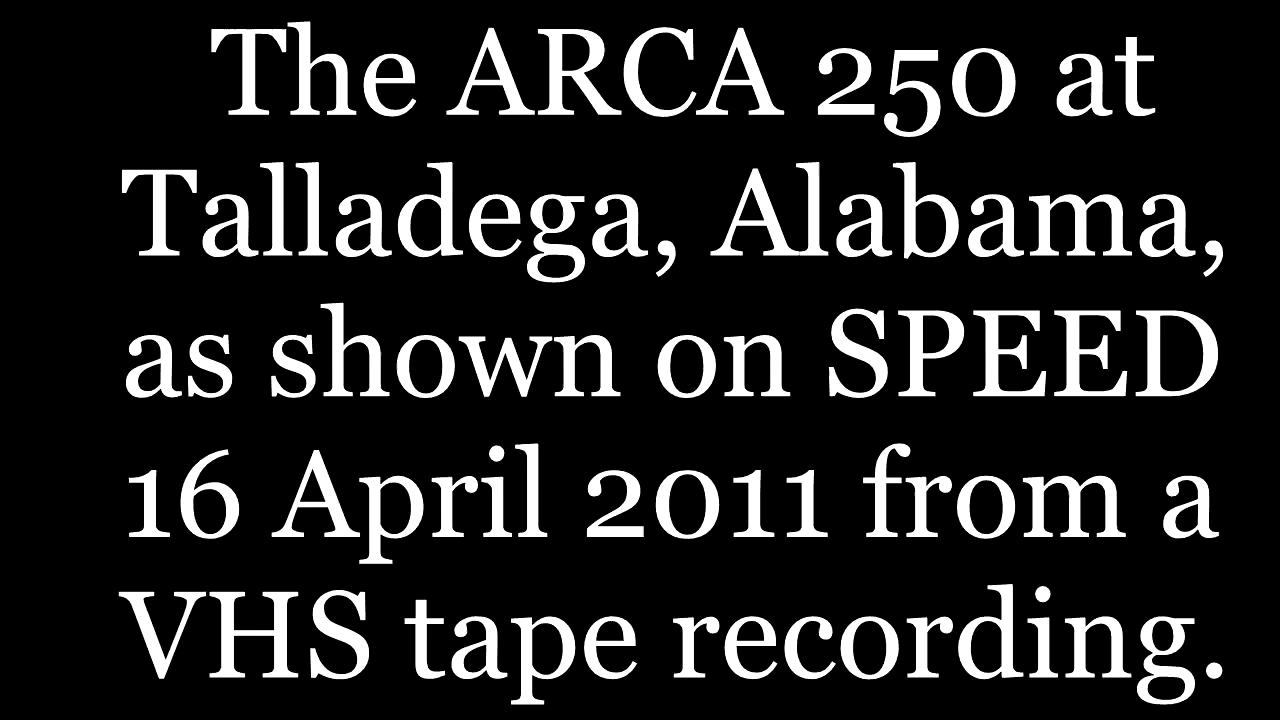 The ARCA 250 at
Talladega, Alabama,
as shown on SPEED
16 April 2011 from a
VHS tape recording.